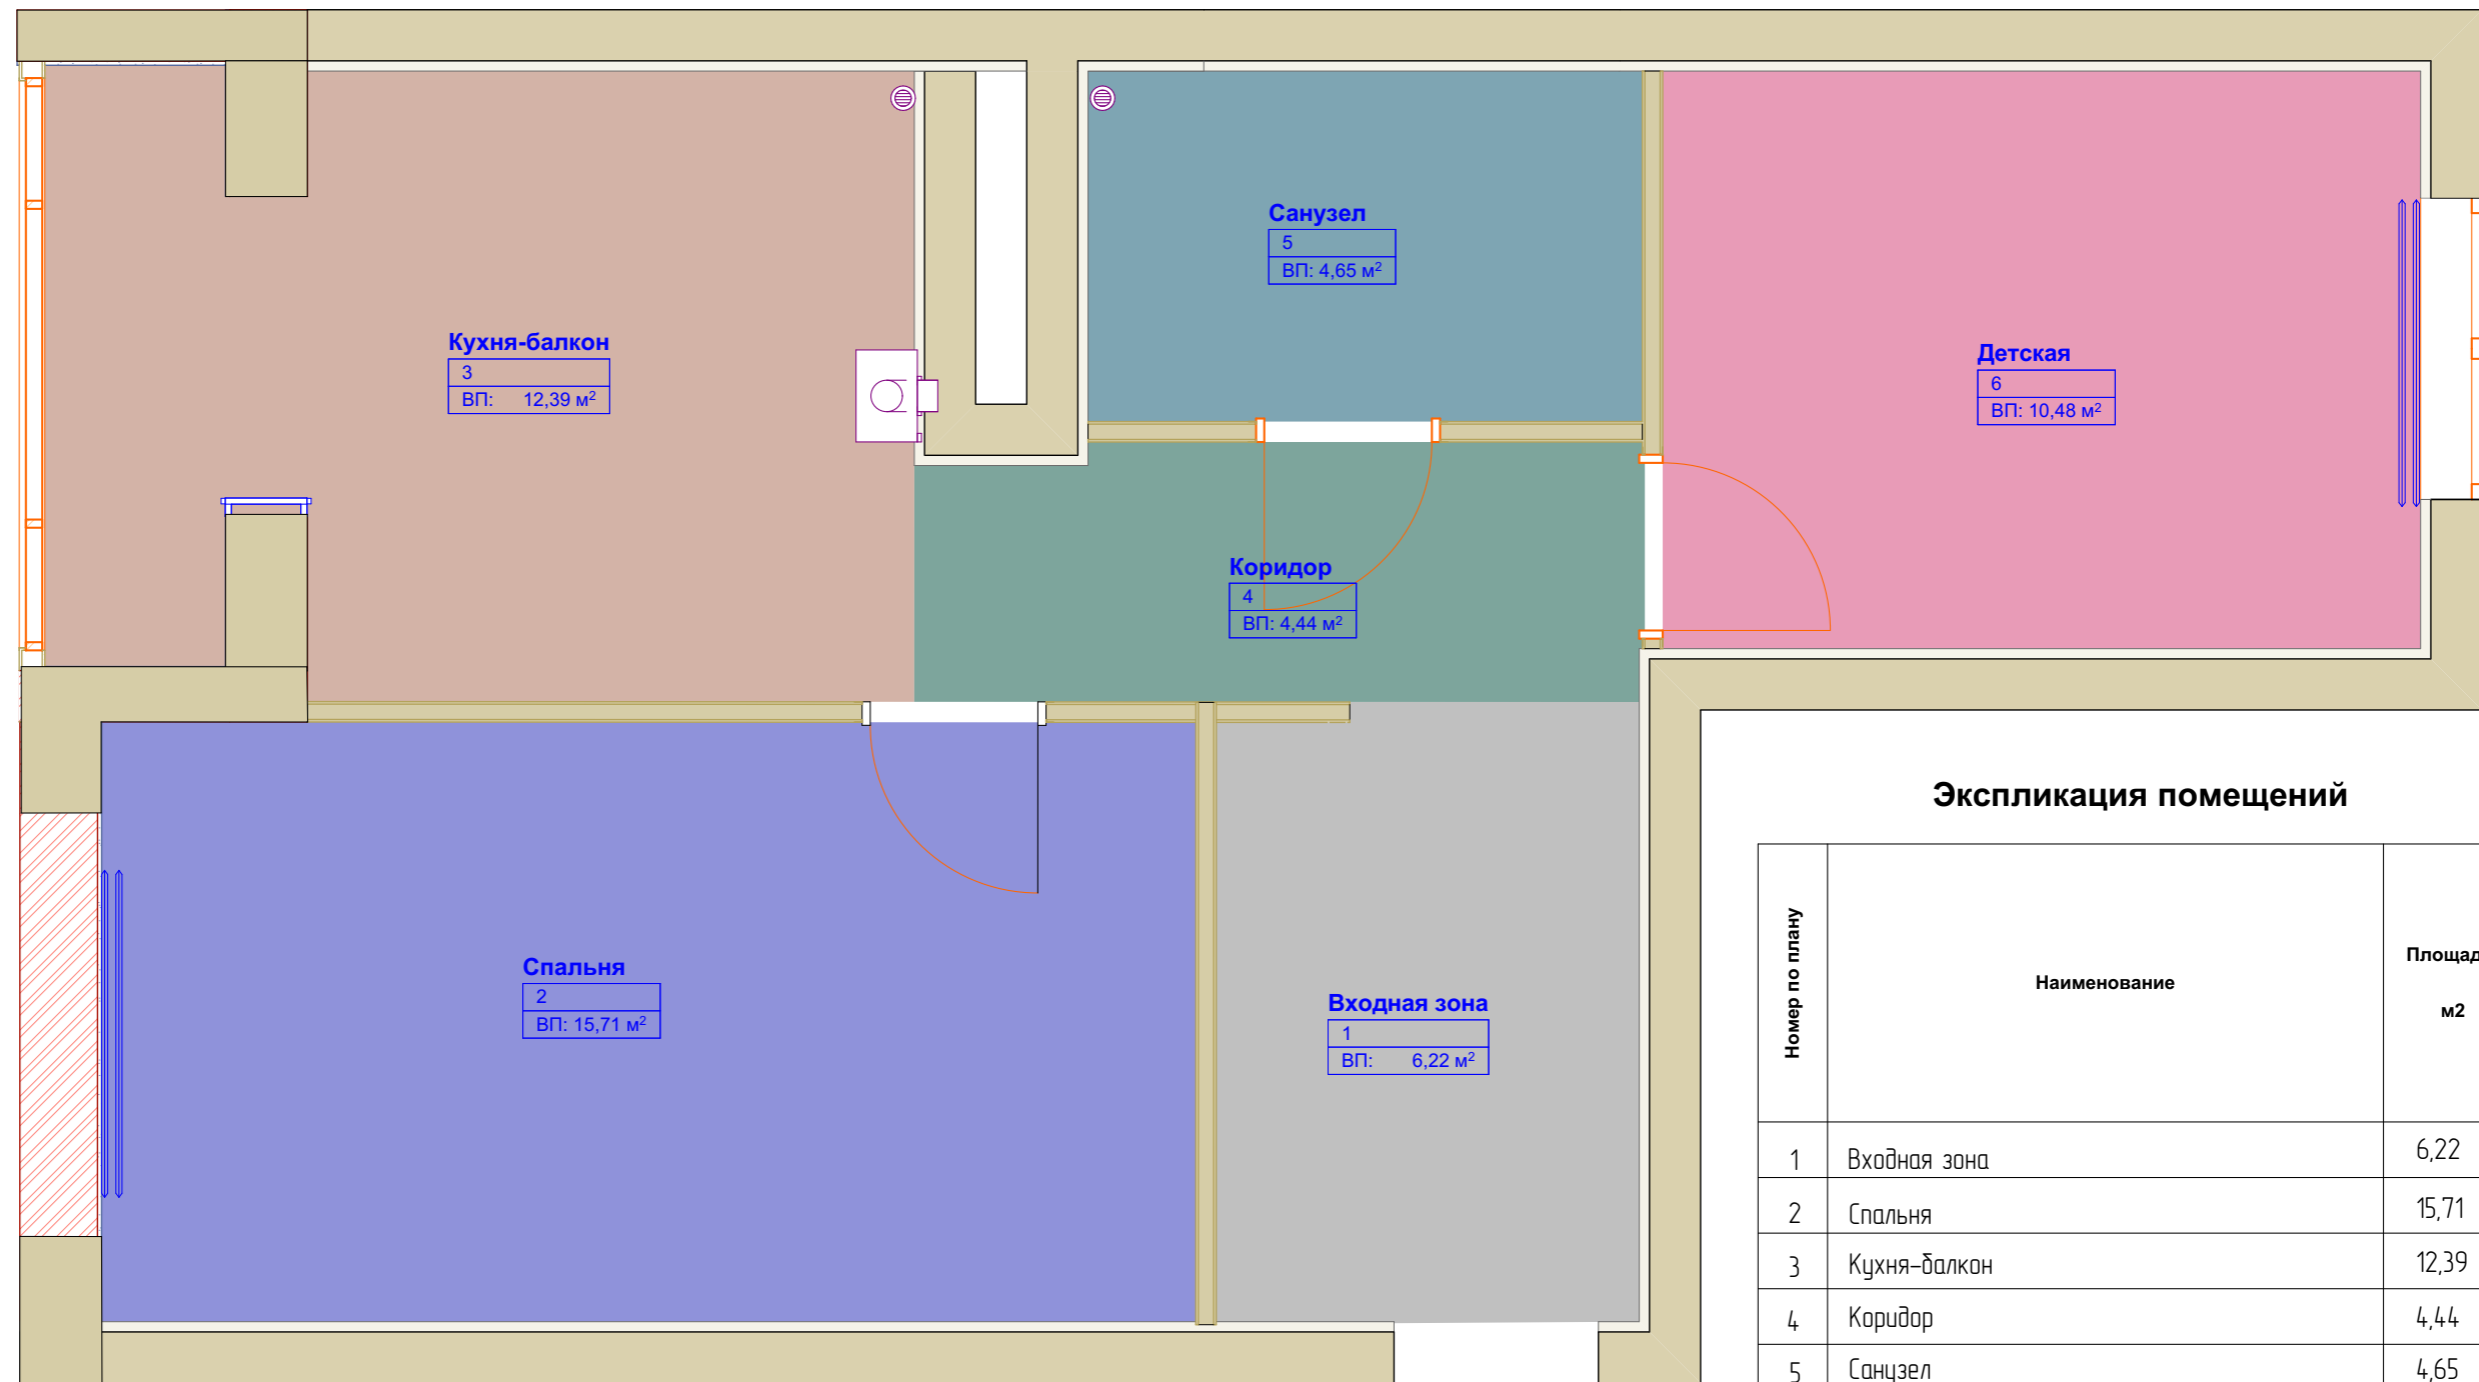 Санузел
5
ВП: 4,65 м²
Кухня-балкон
3
ВП: 12,39 м²
Детская
6
ВП: 10,48 м²
Коридор
4
ВП: 4,44 м²
Спальня
2
ВП: 15,71 м²
Входная зона
1
ВП: 6,22 м²
Экспликация помещений
Номер по плану
Наименование
Площад
м2
1 Входная зона 6,22
2 Спальня 15,71
3 Кухня-балкон 12,39
4 Коридор 4,44
5 Санузел 4,65